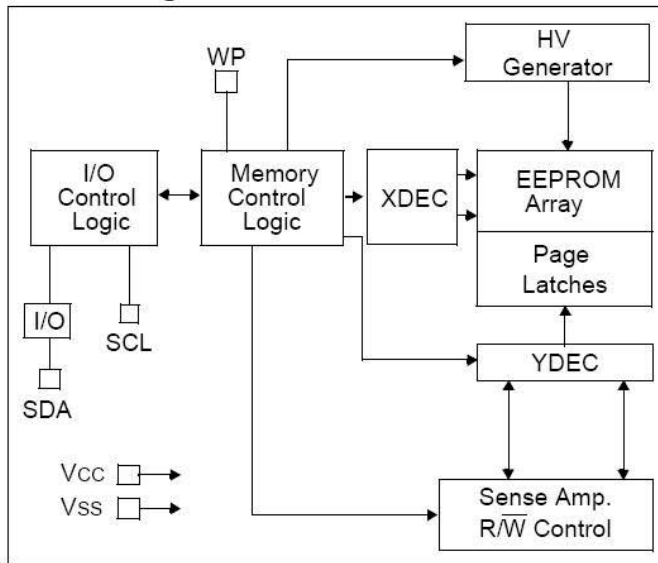 WP
HV
Generator
I/O
Control
Logic
Memory
Control
Logic
XDEC
EEPROM
Array
Page
Latches
I/O
SCL
SDA
YDEC
Vcc
Vss
Sense Amp.
R/W̅ Control